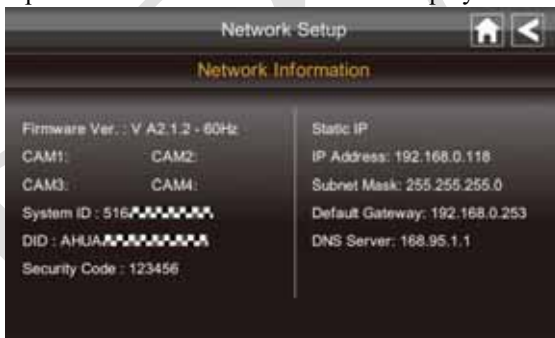 Network Setup
Network Information
Firmware Ver. : V A2.1.2 - 60Hz
CAM1: CAM2:
CAM3: CAM4:
System ID : 516
DID : AHUA
Security Code : 123456
Static IP
IP Address: 192.168.0.118
Subnet Mask: 255.255.255.0
Default Gateway: 192.168.0.253
DNS Server: 168.95.1.1